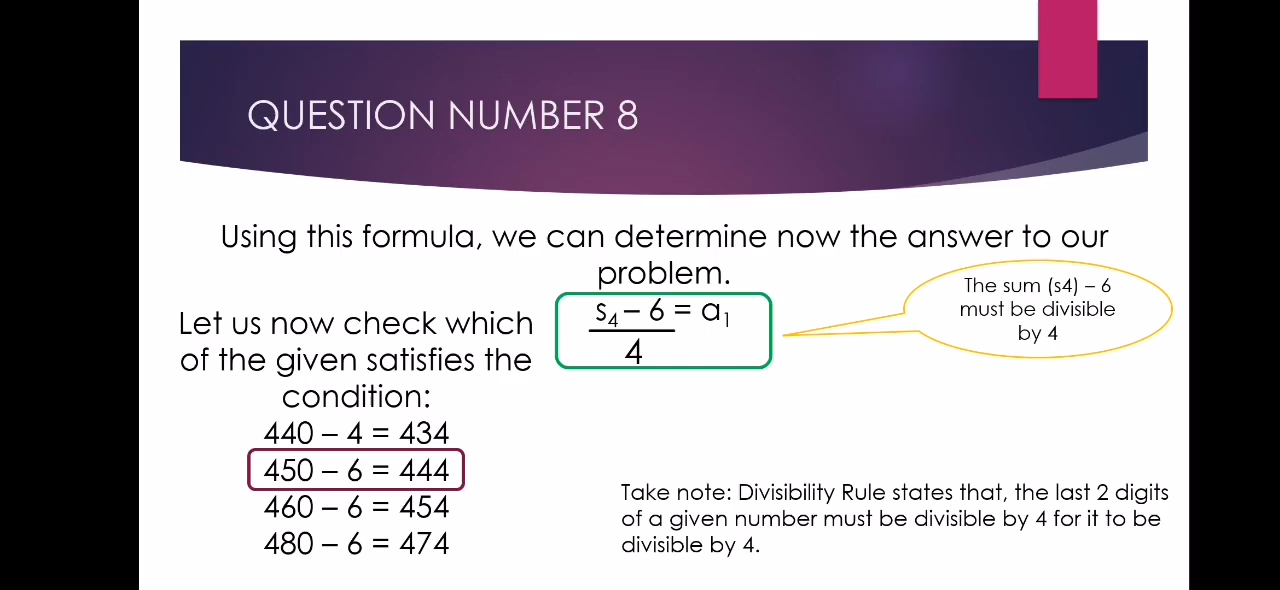 QUESTION NUMBER 8
Using this formula, we can determine now the answer to our
problem.
s₄ – 6 = a₁
4
The sum (s4) – 6
must be divisible
by 4
Let us now check which
of the given satisfies the
condition:
440 – 4 = 434
450 – 6 = 444
460 – 6 = 454
480 – 6 = 474
Take note: Divisibility Rule states that, the last 2 digits
of a given number must be divisible by 4 for it to be
divisible by 4.